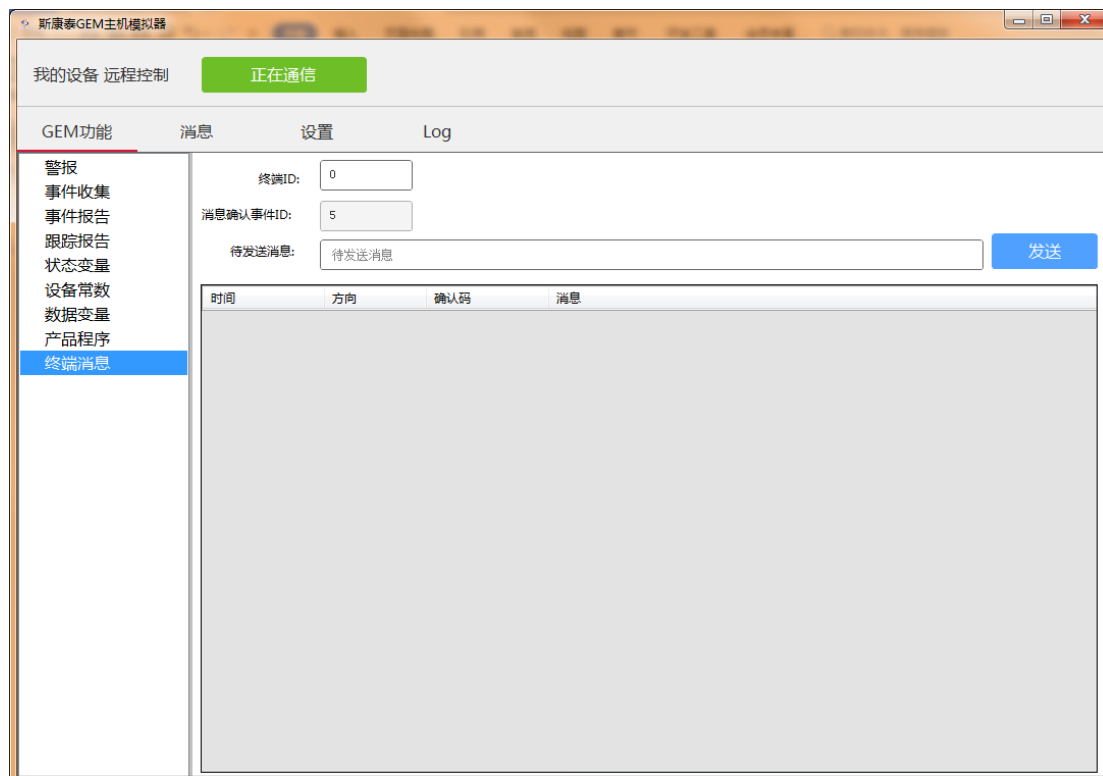 斯康泰GEM主机模拟器
我的设备 远程控制 正在通信
GEM功能 消息 设置 Log
警报
事件收集
事件报告
跟踪报告
状态变量
设备常数
数据变量
产品程序
终端消息
终端ID: 0
消息确认事件ID: 5
待发送消息: 待发送消息 发送
时间 方向 确认码 消息